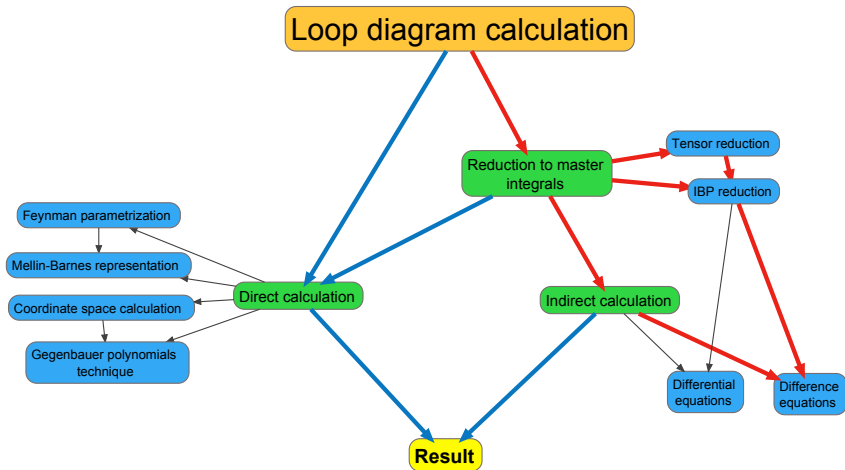 Loop diagram calculation
Tensor reduction
Reduction to master
integrals
IBP reduction
Feynman parametrization
Mellin-Barnes representation
Direct calculation
Indirect calculation
Coordinate space calculation
Gegenbauer polynomials
technique
Differential
equations
Difference
equations
Result